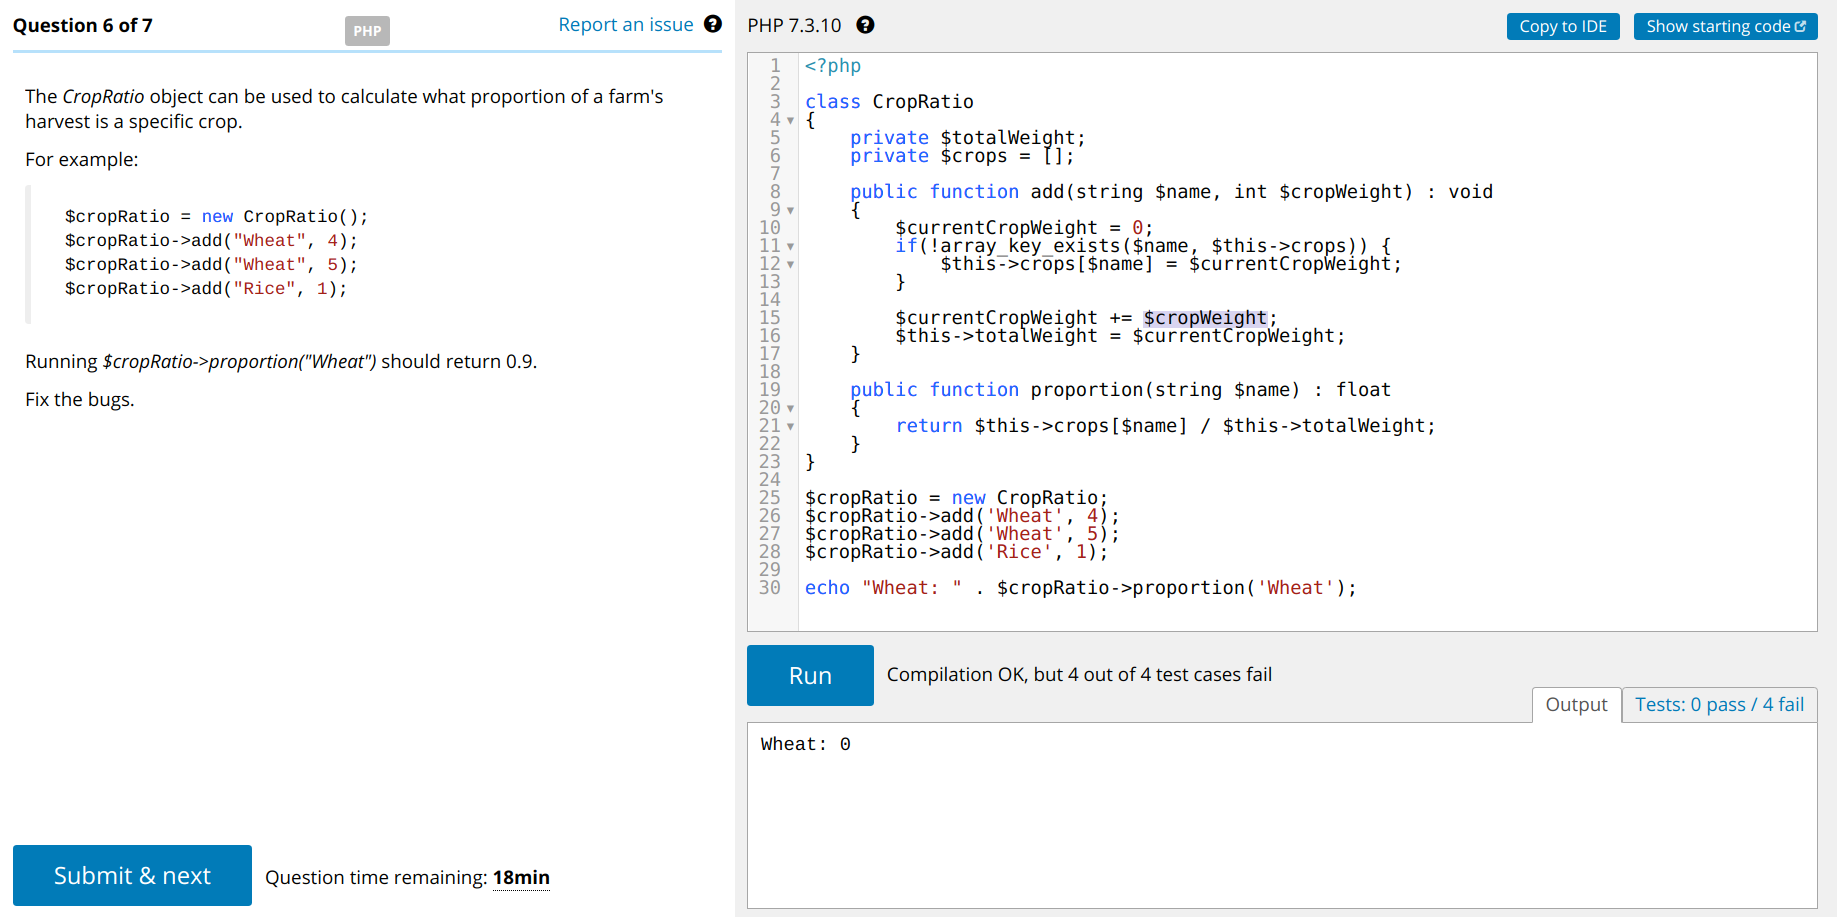 Question 6 of 7
PHP
Report an issue ?
The CropRatio object can be used to calculate what proportion of a farm's
harvest is a specific crop.
For example:
$cropRatio = new CropRatio();
$cropRatio->add("Wheat", 4);
$cropRatio->add("Wheat", 5);
$cropRatio->add("Rice", 1);
Running $cropRatio->proportion("Wheat") should return 0.9.
Fix the bugs.
Submit & next
Question time remaining: 18min
PHP 7.3.10 ?
Copy to IDE
Show starting code
1 <?php
2
3 class CropRatio
4 {
5     private $totalWeight;
6     private $crops = [];
7
8     public function add(string $name, int $cropWeight) : void
9     {
10         $currentCropWeight = 0;
11         if(!array_key_exists($name, $this->crops)) {
12             $this->crops[$name] = $currentCropWeight;
13         }
14
15         $currentCropWeight += $cropWeight;
16         $this->totalWeight = $currentCropWeight;
17     }
18
19     public function proportion(string $name) : float
20     {
21         return $this->crops[$name] / $this->totalWeight;
22     }
23 }
24
25 $cropRatio = new CropRatio;
26 $cropRatio->add('Wheat', 4);
27 $cropRatio->add('Wheat', 5);
28 $cropRatio->add('Rice', 1);
29
30 echo "Wheat: " . $cropRatio->proportion('Wheat');
Run
Compilation OK, but 4 out of 4 test cases fail
Output
Tests: 0 pass / 4 fail
Wheat: 0